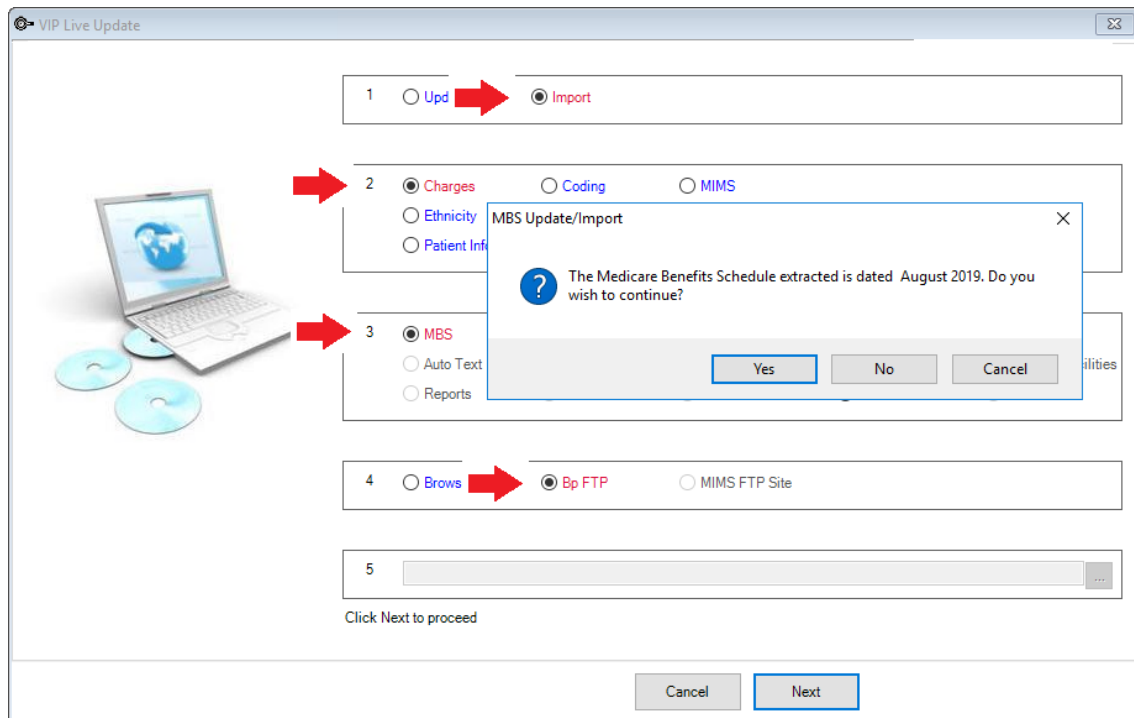 VIP Live Update
1 Upd Import
2 Charges Coding MIMS
Ethnicity
Patient Info
MBS Update/Import
The Medicare Benefits Schedule extracted is dated August 2019. Do you
wish to continue?
Yes No Cancel
3 MBS
Auto Text ilities
Reports
4 Brows Bp FTP MIMS FTP Site
5 ...
Click Next to proceed
Cancel Next